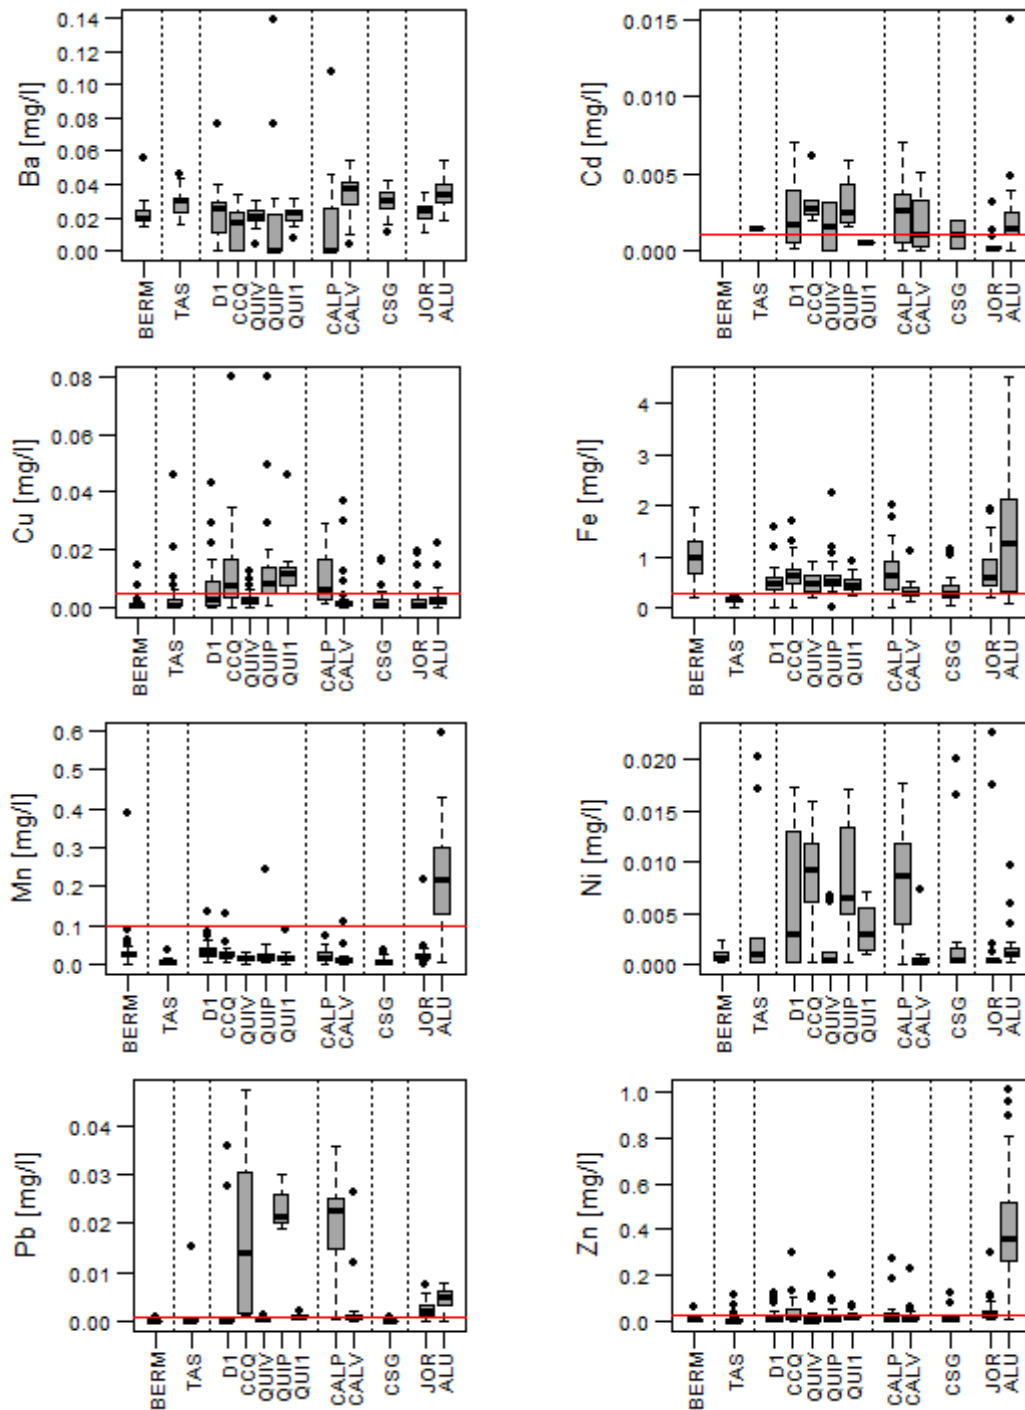 Ba [mg/l]
0.14
0.12
0.10
0.08
0.06
0.04
0.02
0.00
BERM
TAS
D1
CCQ
QUIV
QUIP
QUI1
CALP
CALV
CSG
JOR
ALU
Cd [mg/l]
0.015
0.010
0.005
0.000
BERM
TAS
D1
CCQ
QUIV
QUIP
QUI1
CALP
CALV
CSG
JOR
ALU
Cu [mg/l]
0.08
0.06
0.04
0.02
0.00
BERM
TAS
D1
CCQ
QUIV
QUIP
QUI1
CALP
CALV
CSG
JOR
ALU
Fe [mg/l]
4
3
2
1
0
BERM
TAS
D1
CCQ
QUIV
QUIP
QUI1
CALP
CALV
CSG
JOR
ALU
Mn [mg/l]
0.6
0.5
0.4
0.3
0.2
0.1
0.0
BERM
TAS
D1
CCQ
QUIV
QUIP
QUI1
CALP
CALV
CSG
JOR
ALU
Ni [mg/l]
0.020
0.015
0.010
0.005
0.000
BERM
TAS
D1
CCQ
QUIV
QUIP
QUI1
CALP
CALV
CSG
JOR
ALU
Pb [mg/l]
0.04
0.03
0.02
0.01
0.00
BERM
TAS
D1
CCQ
QUIV
QUIP
QUI1
CALP
CALV
CSG
JOR
ALU
Zn [mg/l]
1.0
0.8
0.6
0.4
0.2
0.0
BERM
TAS
D1
CCQ
QUIV
QUIP
QUI1
CALP
CALV
CSG
JOR
ALU